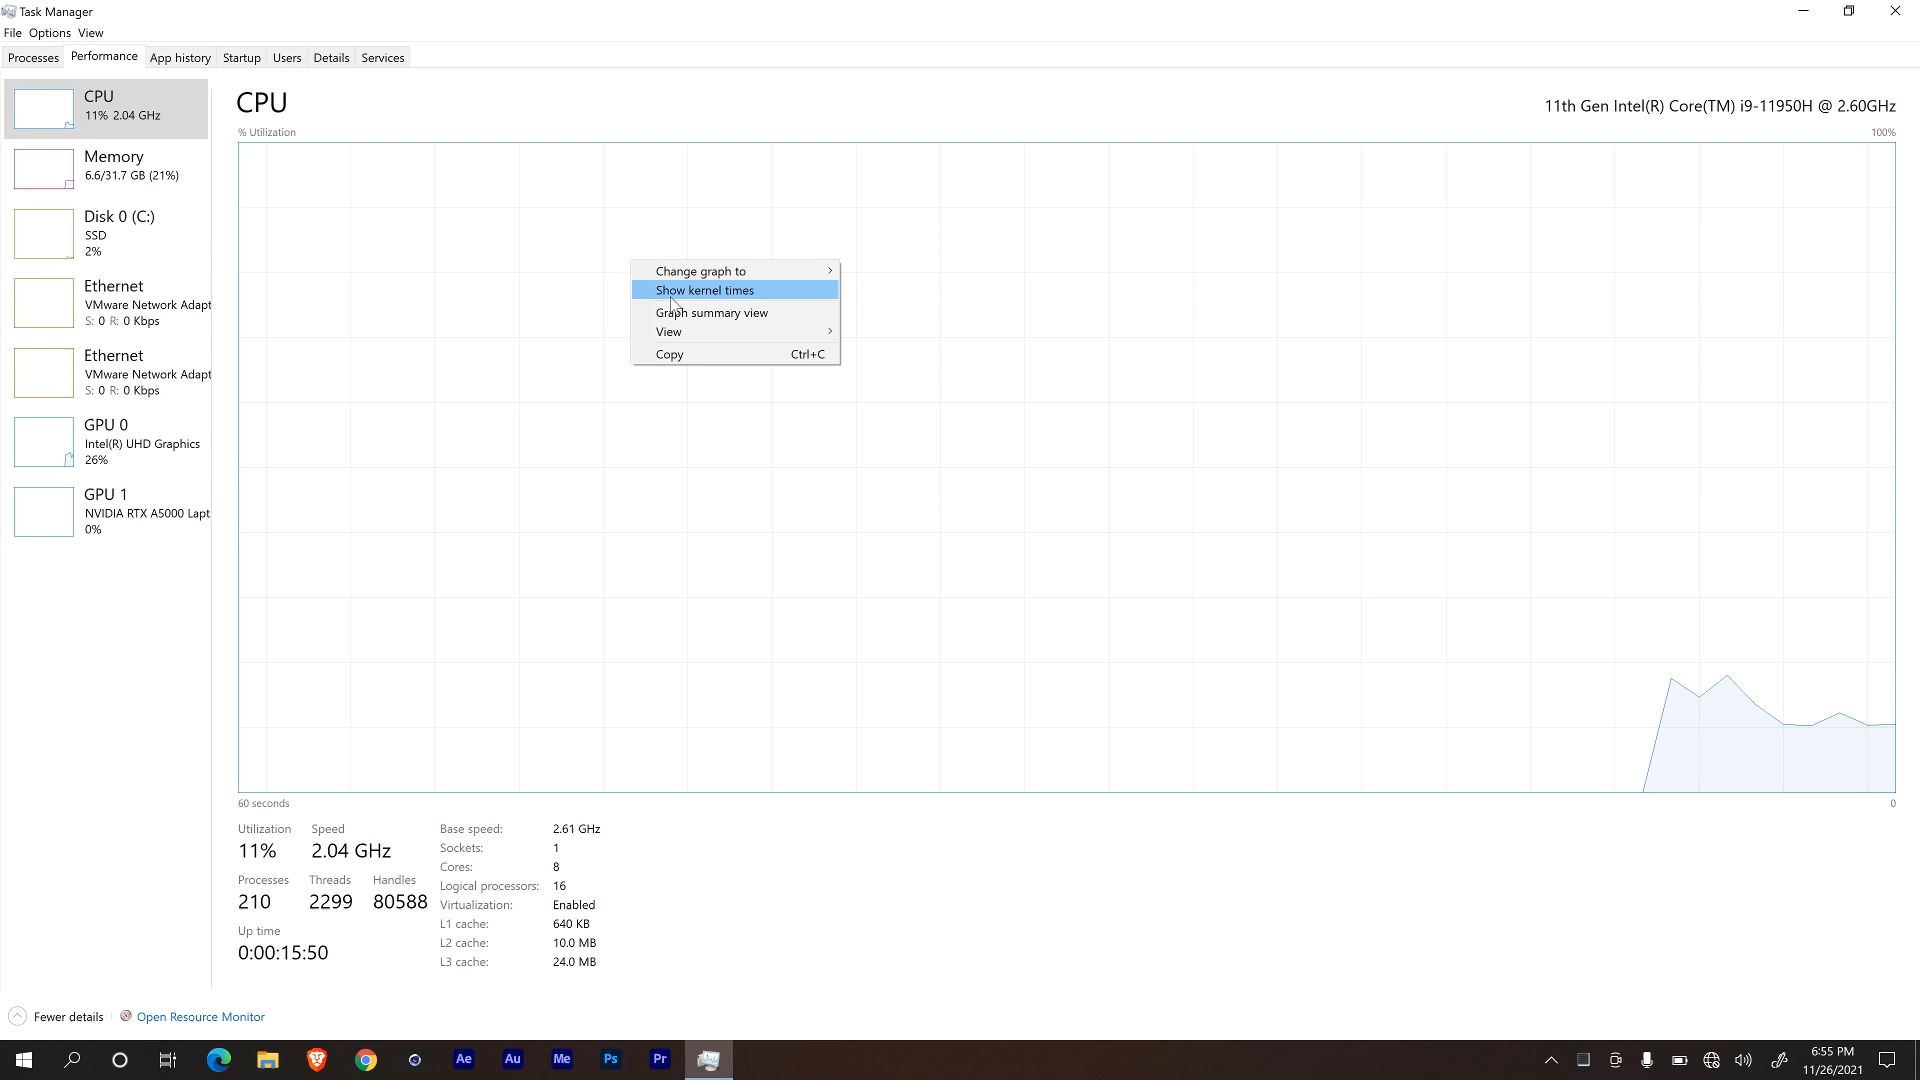 Task Manager
File Options View
Processes Performance App history Startup Users Details Services
CPU
11% 2.04 GHz
Memory
6.6/31.7 GB (21%)
Disk 0 (C:)
SSD
2%
Ethernet
VMware Network Adapt
S: 0 R: 0 Kbps
Ethernet
VMware Network Adapt
S: 0 R: 0 Kbps
GPU 0
Intel(R) UHD Graphics
26%
GPU 1
NVIDIA RTX A5000 Lapt
0%
CPU
11th Gen Intel(R) Core(TM) i9-11950H @ 2.60GHz
% Utilization 100%
Change graph to
Show kernel times
Graph summary view
View
Copy Ctrl+C
60 seconds 0
Utilization Speed
11% 2.04 GHz
Processes Threads Handles
210 2299 80588
Up time
0:00:15:50
Base speed: 2.61 GHz
Sockets: 1
Cores: 8
Logical processors: 16
Virtualization: Enabled
L1 cache: 640 KB
L2 cache: 10.0 MB
L3 cache: 24.0 MB
Fewer details Open Resource Monitor
Ae Au Me Ps Pr
6:55 PM
11/26/2021